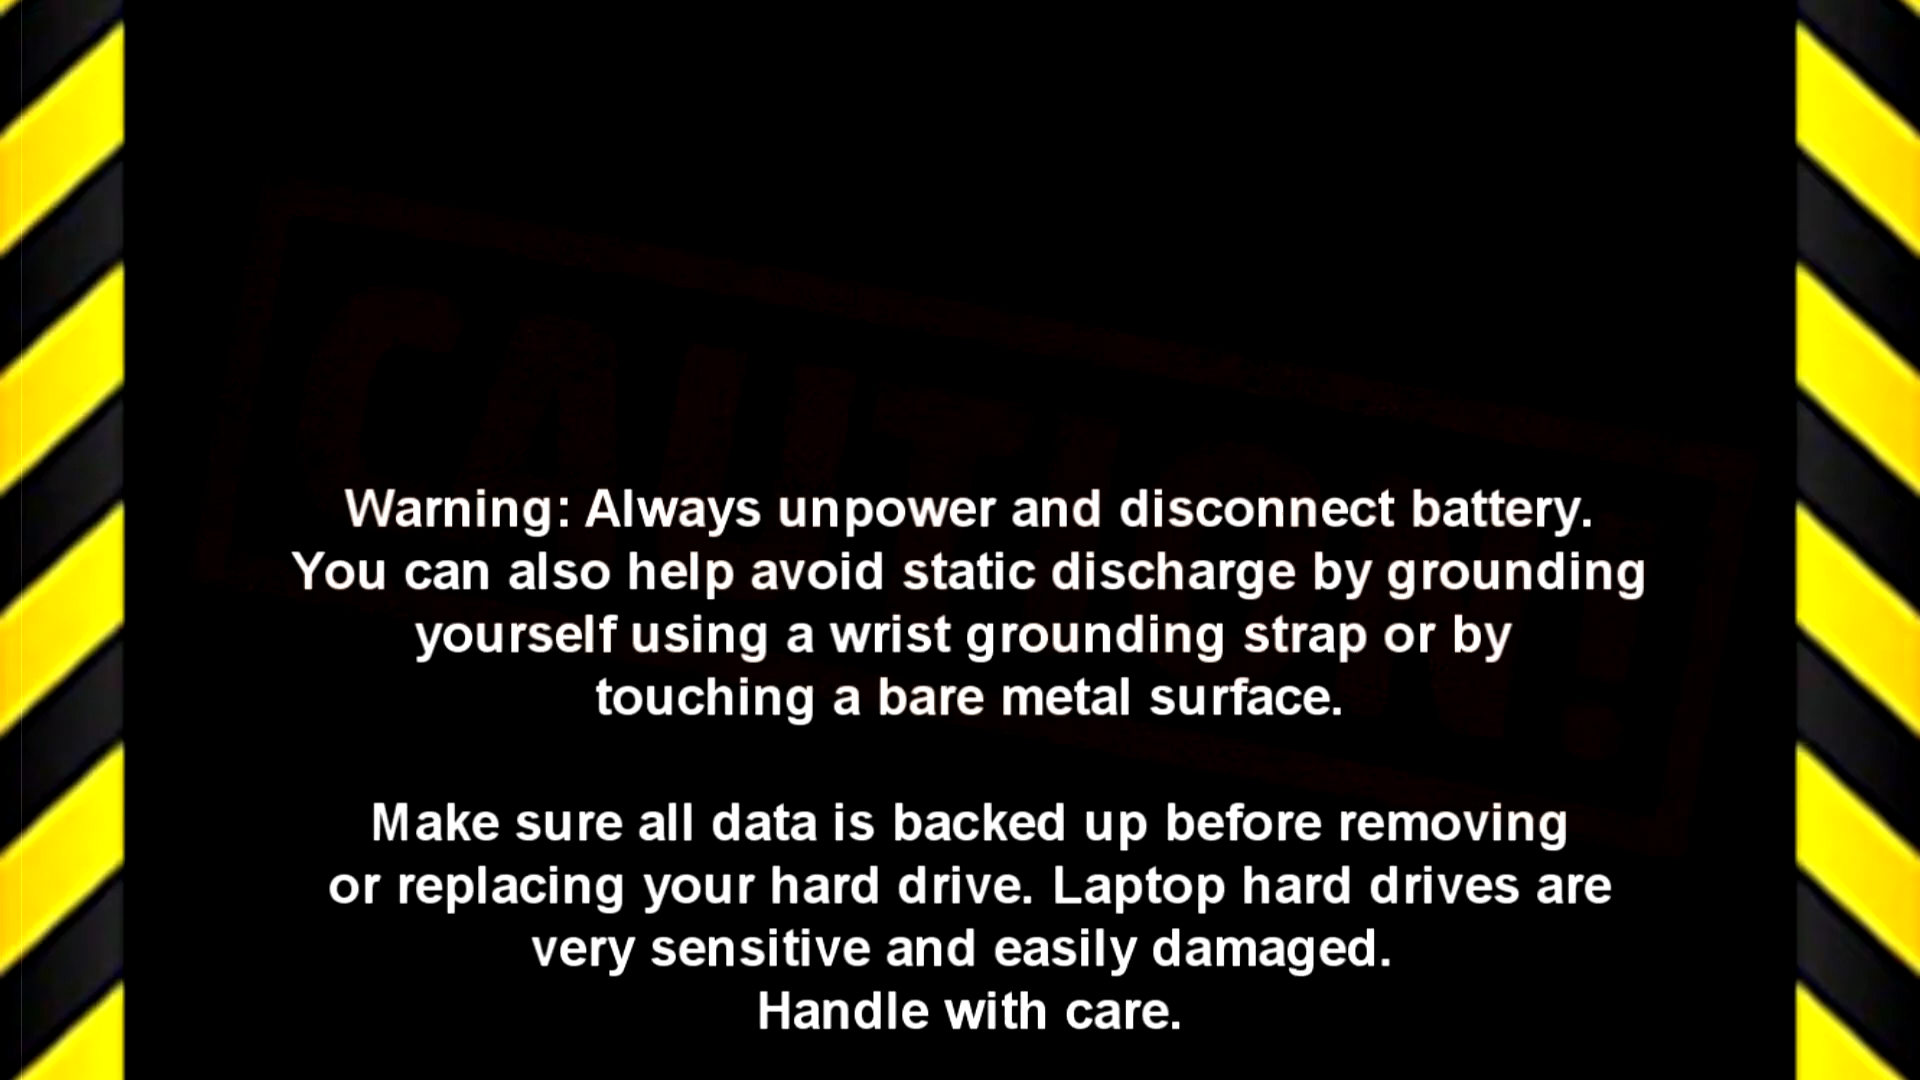 CAUTION!
Warning: Always unpower and disconnect battery.
You can also help avoid static discharge by grounding
yourself using a wrist grounding strap or by
touching a bare metal surface.
Make sure all data is backed up before removing
or replacing your hard drive. Laptop hard drives are
very sensitive and easily damaged.
Handle with care.